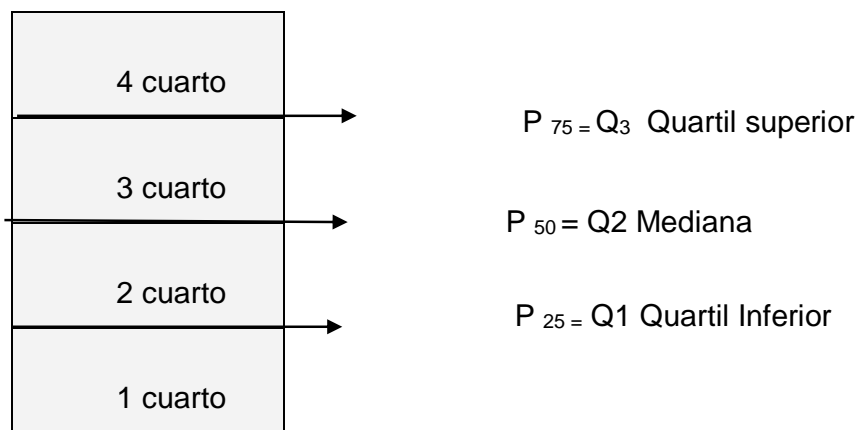 4 cuarto
P 75 = Q3 Quartil superior
3 cuarto
P 50 = Q2 Mediana
2 cuarto
P 25 = Q1 Quartil Inferior
1 cuarto